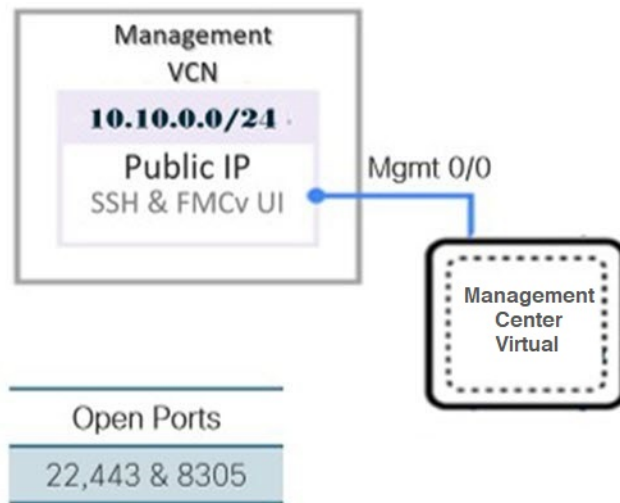 Management
VCN
10.10.0.0/24
Public IP
SSH & FMCv UI
Mgmt 0/0
Management
Center
Virtual
Open Ports
22,443 & 8305